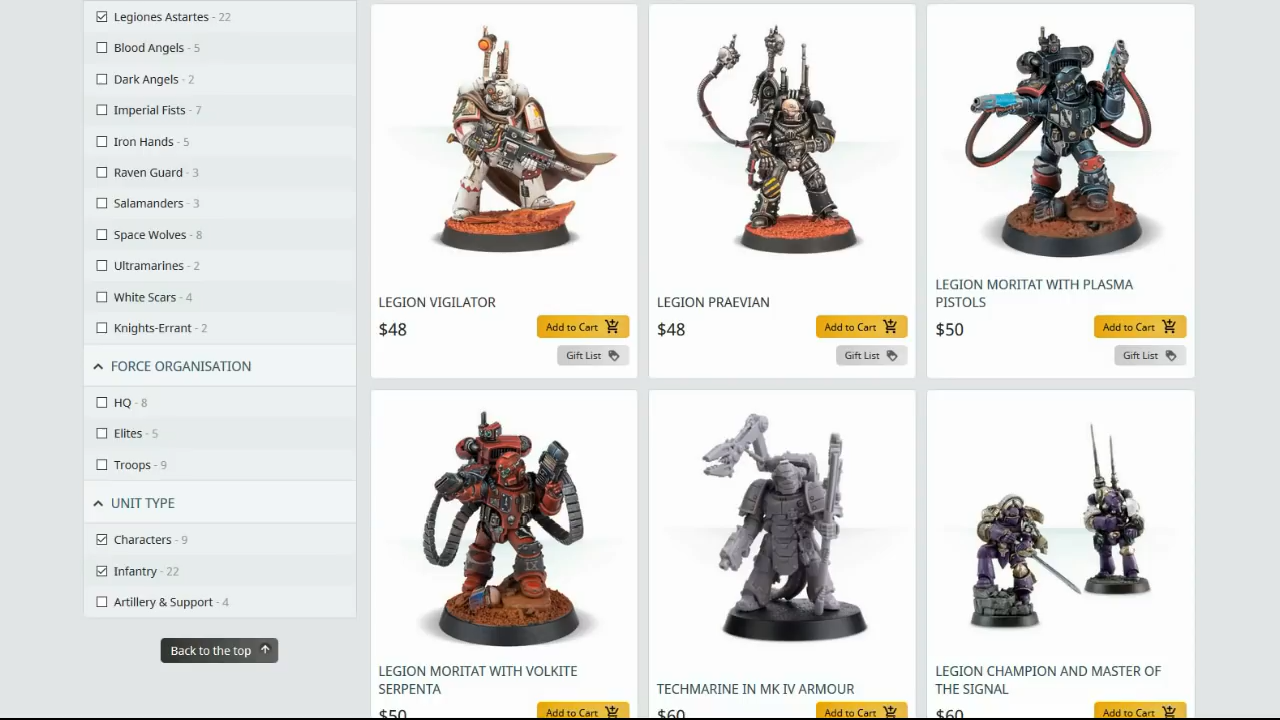 Legiones Astartes - 22
Blood Angels - 5
Dark Angels - 2
Imperial Fists - 7
Iron Hands - 5
Raven Guard - 3
Salamanders - 3
Space Wolves - 8
Ultramarines - 2
White Scars - 4
Knights-Errant - 2
FORCE ORGANISATION
HQ - 8
Elites - 5
Troops - 9
UNIT TYPE
Characters - 9
Infantry - 22
Artillery & Support - 4
Back to the top
LEGION VIGILATOR
$48
Add to Cart
Gift List
LEGION PRAEVIAN
$48
Add to Cart
Gift List
LEGION MORITAT WITH PLASMA
PISTOLS
$50
Add to Cart
Gift List
LEGION MORITAT WITH VOLKITE
SERPENTA
$50
Add to Cart
TECHMARINE IN MK IV ARMOUR
$60
Add to Cart
LEGION CHAMPION AND MASTER OF
THE SIGNAL
$60
Add to Cart